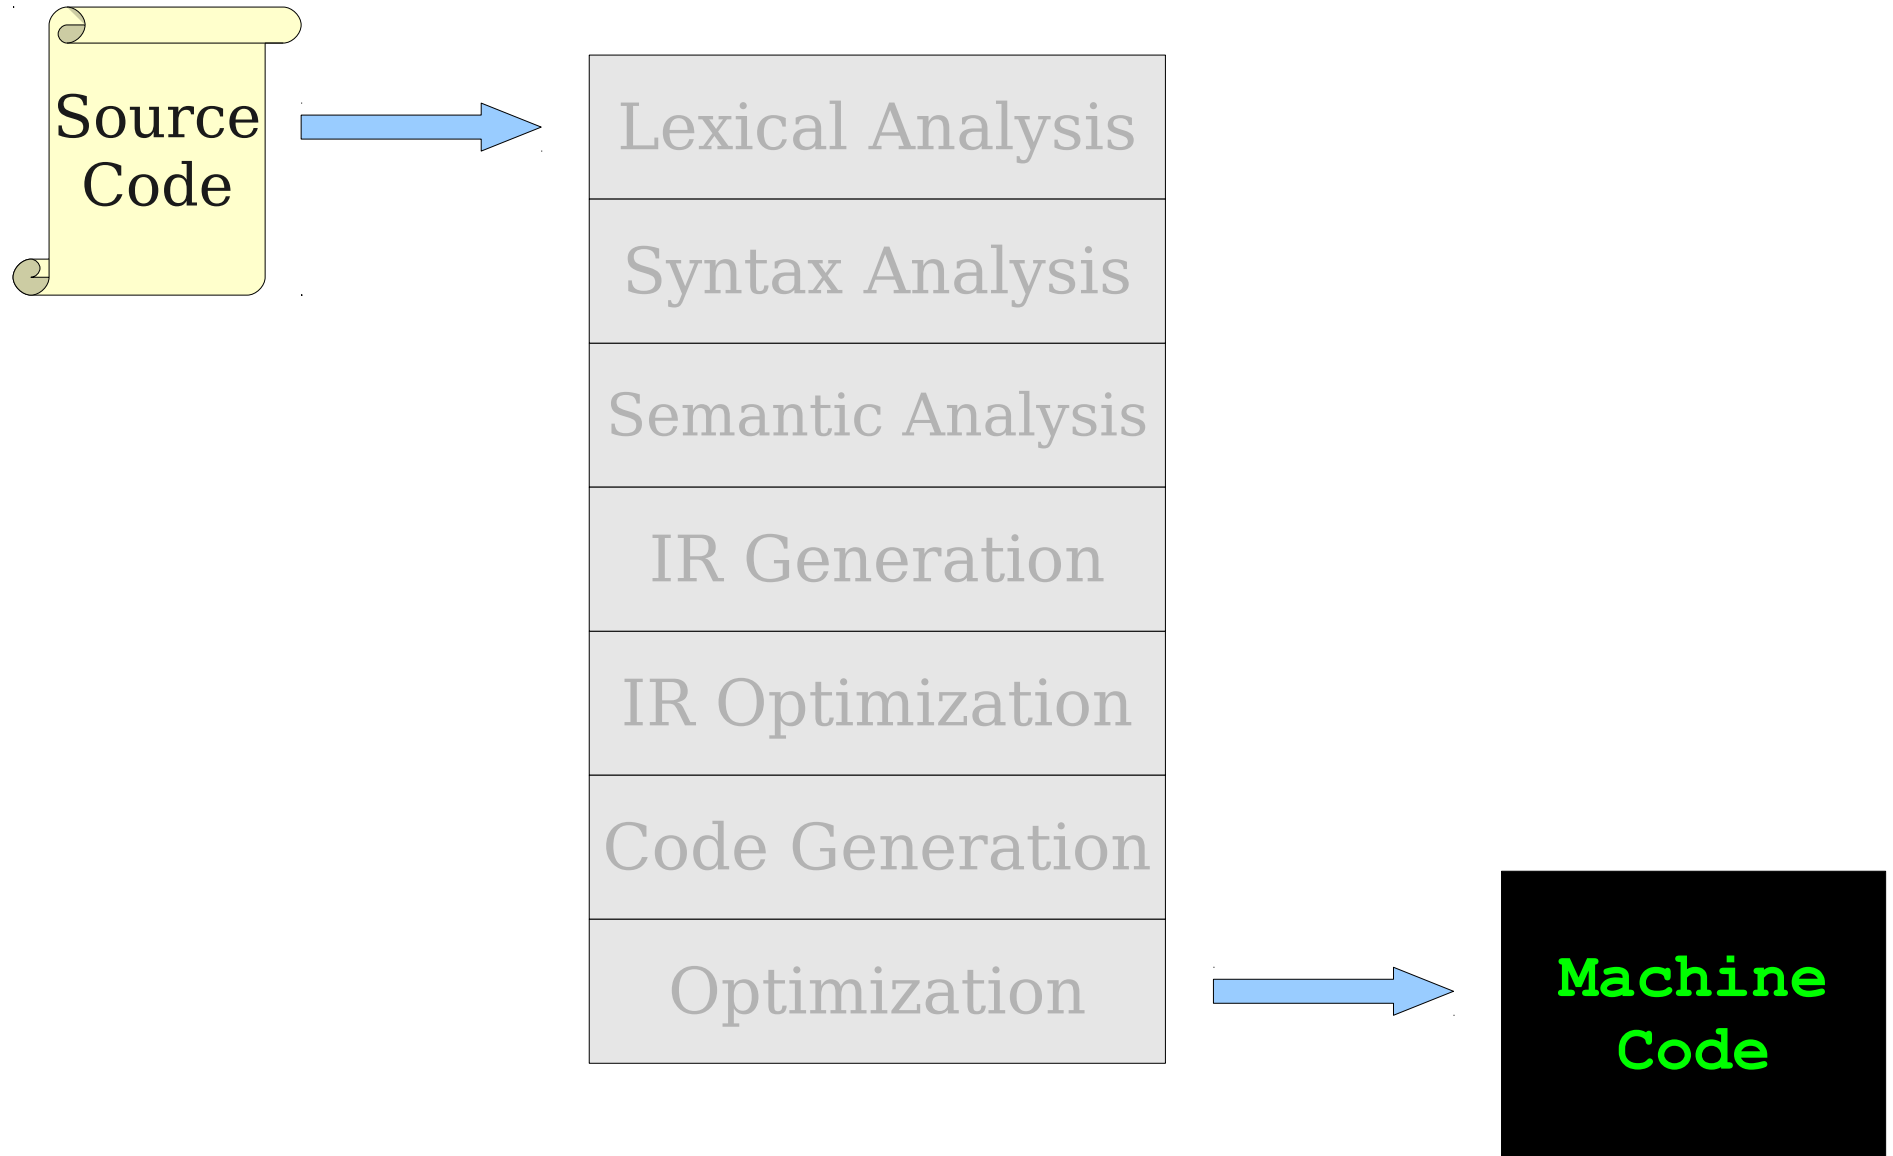 Source
Code
Lexical Analysis
Syntax Analysis
Semantic Analysis
IR Generation
IR Optimization
Code Generation
Optimization
Machine
Code